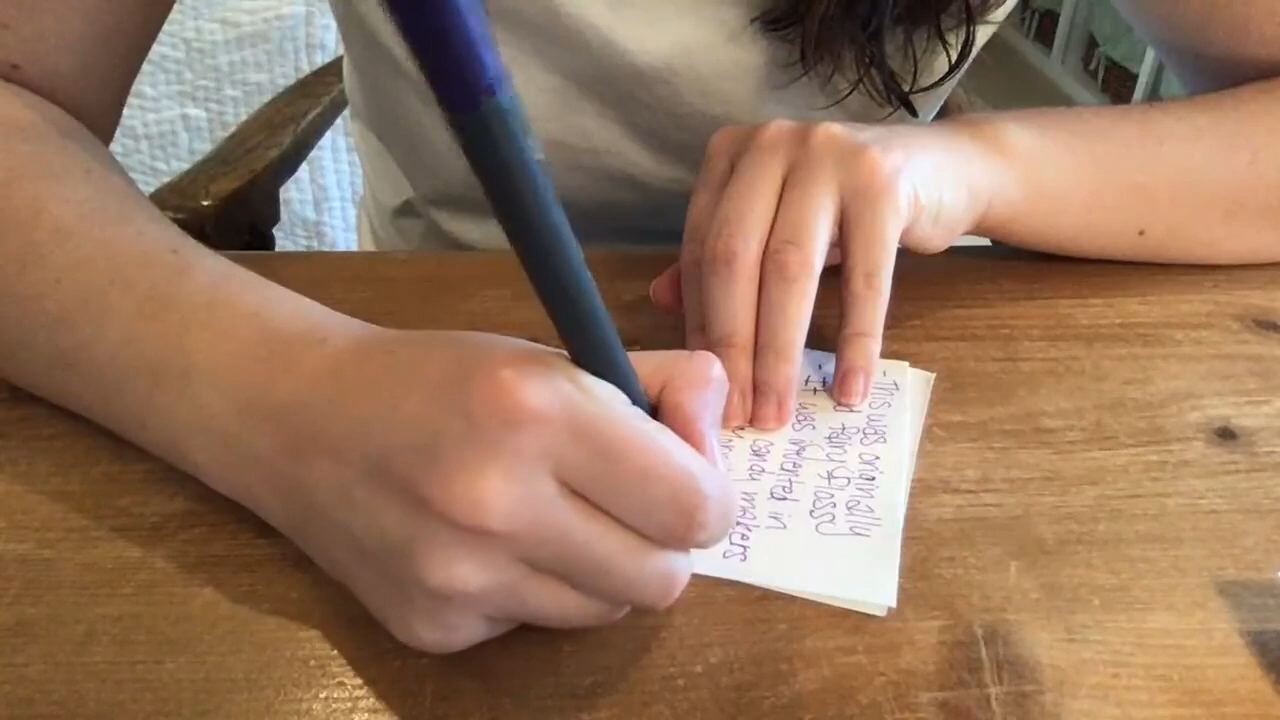 - This was originally
Fairy Floss)
- It was invented in
candy makers